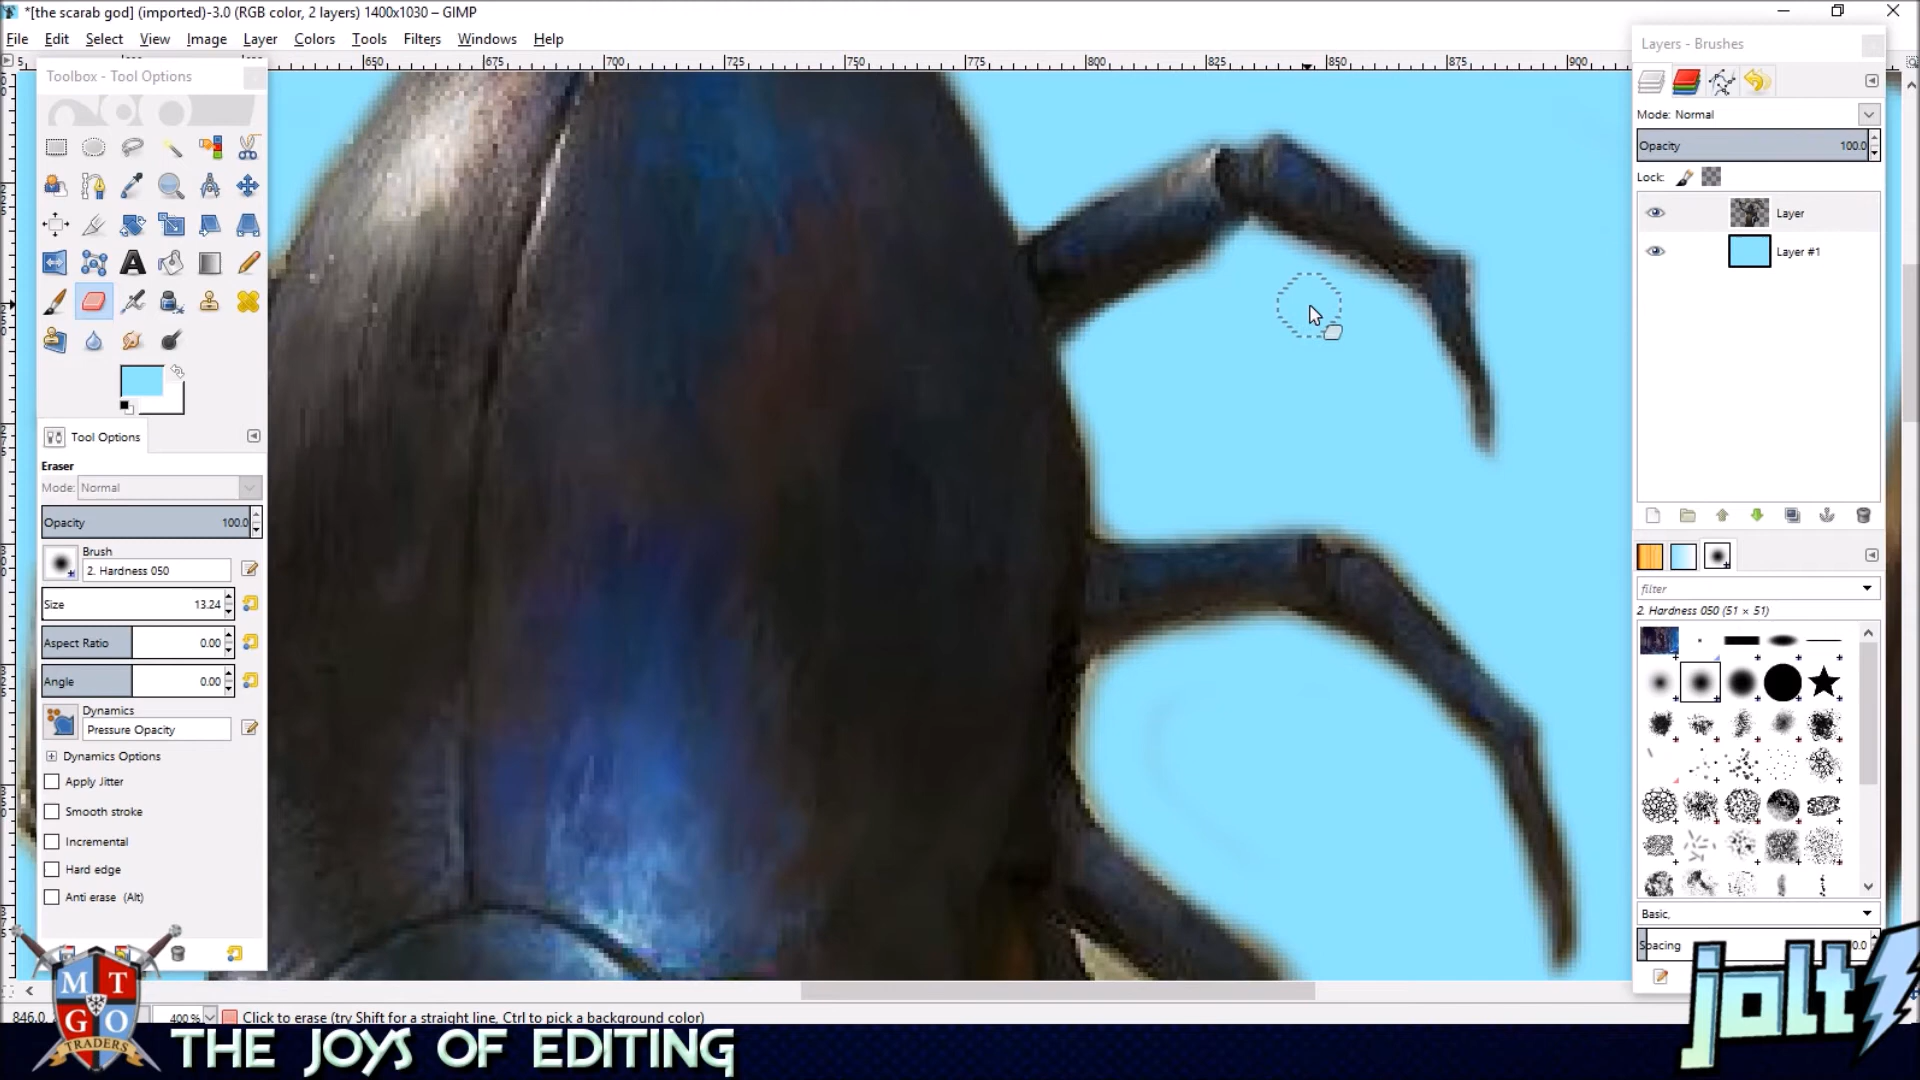 *[the scarab god] (imported)-3.0 (RGB color, 2 layers) 1400x1030 – GIMP
File Edit Select View Image Layer Colors Tools Filters Windows Help
650 675 700 725 750 775 800 825 850 875 900
Toolbox - Tool Options
Tool Options
Eraser
Mode: Normal
Opacity 100.0
Brush
2. Hardness 050
Size 13.24
Aspect Ratio 0.00
Angle 0.00
Dynamics
Pressure Opacity
Dynamics Options
Apply Jitter
Smooth stroke
Incremental
Hard edge
Anti erase (Alt)
Layers - Brushes
Mode: Normal
Opacity 100.0
Lock:
Layer
Layer #1
filter
2. Hardness 050 (51 × 51)
Basic,
Spacing
846.0, 400 % Click to erase (try Shift for a straight line, Ctrl to pick a background color)
MTGO
TRADERS
THE JOYS OF EDITING
jolt